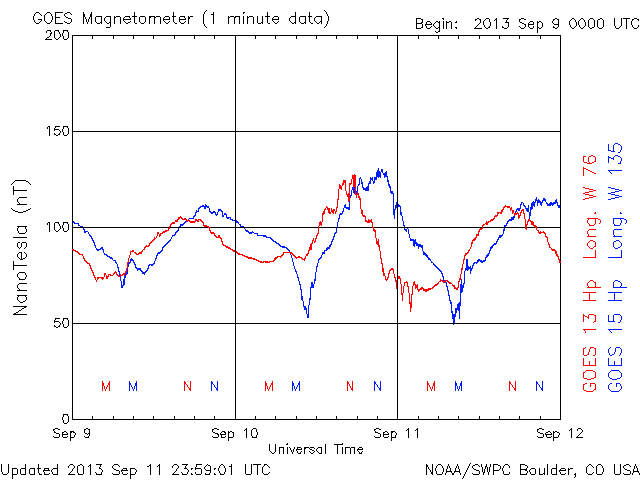 GOES Magnetometer (1 minute data)
Begin: 2013 Sep 9 0000 UTC
200
150
100
50
0
NanoTesla (nT)
M M N N M M N N M M N N
Sep 9 Sep 10 Sep 11 Sep 12
Universal Time
GOES 13 Hp Long. W 76
GOES 15 Hp Long. W 135
Updated 2013 Sep 11 23:59:01 UTC
NOAA/SWPC Boulder, CO USA